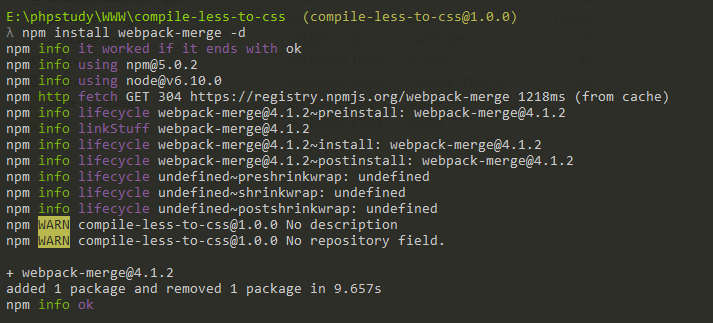 E:\phpstudy\WWW\compile-less-to-css (compile-less-to-css@1.0.0)
λ npm install webpack-merge -d
npm info it worked if it ends with ok
npm info using npm@5.0.2
npm info using node@v6.10.0
npm http fetch GET 304 https://registry.npmjs.org/webpack-merge 1218ms (from cache)
npm info lifecycle webpack-merge@4.1.2~preinstall: webpack-merge@4.1.2
npm info linkStuff webpack-merge@4.1.2
npm info lifecycle webpack-merge@4.1.2~install: webpack-merge@4.1.2
npm info lifecycle webpack-merge@4.1.2~postinstall: webpack-merge@4.1.2
npm info lifecycle undefined~preshrinkwrap: undefined
npm info lifecycle undefined~shrinkwrap: undefined
npm info lifecycle undefined~postshrinkwrap: undefined
npm WARN compile-less-to-css@1.0.0 No description
npm WARN compile-less-to-css@1.0.0 No repository field.
+ webpack-merge@4.1.2
added 1 package and removed 1 package in 9.657s
npm info ok